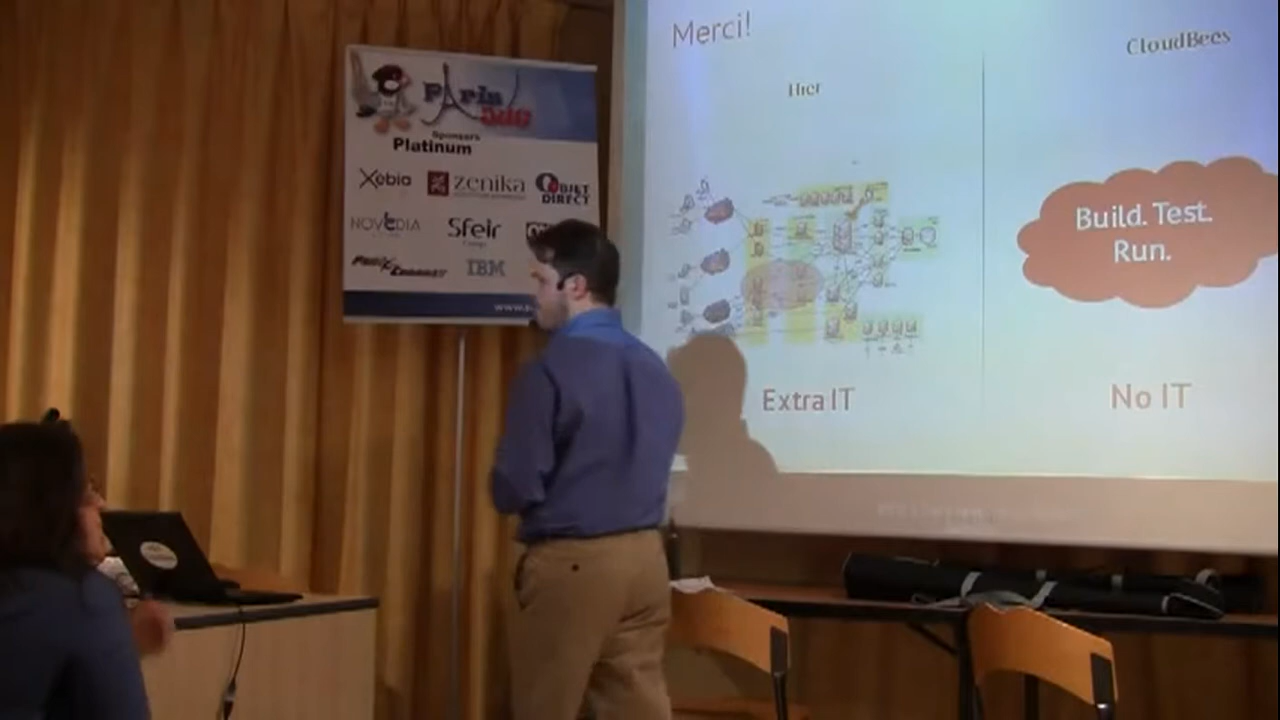 Paris
JUG
Sponsors
Platinum
Xebia
zenika
OBJET
DIRECT
NOVEDIA
Sfeir
IBM
www.
Merci!
Hier
CloudBees
Build. Test.
Run.
Extra IT
No IT